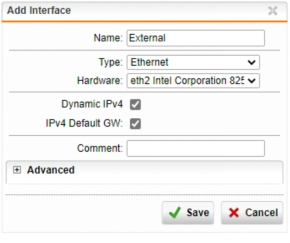 Add Interface
Name: External
Type: Ethernet
Hardware: eth2 Intel Corporation 825
Dynamic IPv4
IPv4 Default GW:
Comment:
Advanced
Save Cancel